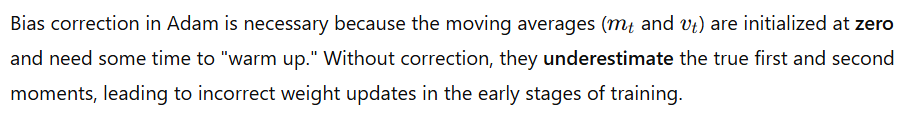 Bias correction in Adam is necessary because the moving averages (mₜ and vₜ) are initialized at zero
and need some time to "warm up." Without correction, they underestimate the true first and second
moments, leading to incorrect weight updates in the early stages of training.